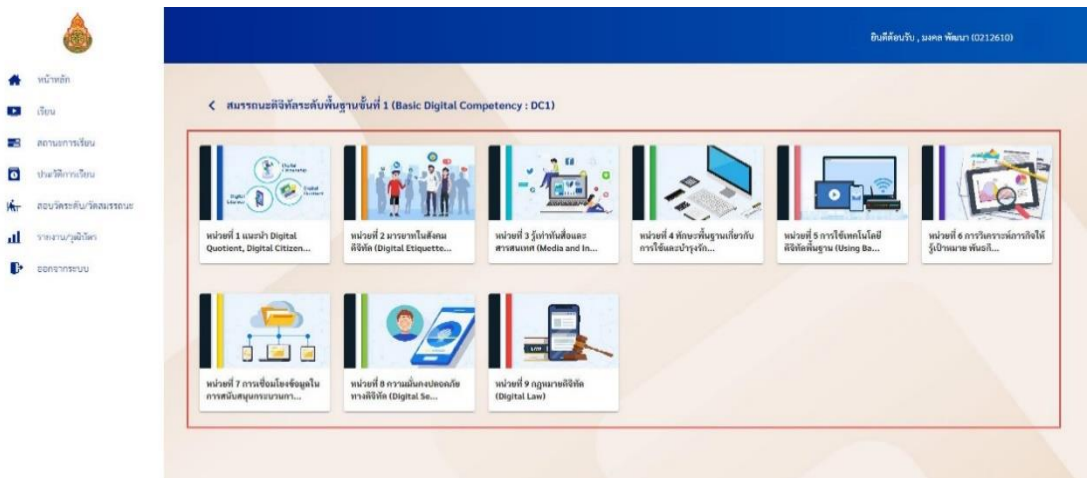 ยินดีต้อนรับ , มงคล พัฒนา (0212610)
หน้าหลัก
เรียน
สถานะการเรียน
ประวัติการเรียน
สอบวัดระดับ/วัดสมรรถนะ
รายงาน/วุฒิบัตร
ออกจากระบบ
สมรรถนะดิจิทัลระดับพื้นฐานขั้นที่ 1 (Basic Digital Competency : DC1)
หน่วยที่ 1 แนะนำ Digital
Quotient, Digital Citizen...
หน่วยที่ 2 มารยาทในสังคม
ดิจิทัล (Digital Etiquette...
หน่วยที่ 3 รู้เท่าทันสื่อและ
สารสนเทศ (Media and In...
หน่วยที่ 4 ทักษะพื้นฐานเกี่ยวกับ
การใช้และบำรุงรัก...
หน่วยที่ 5 การใช้เทคโนโลยี
ดิจิทัลพื้นฐาน (Using Ba...
หน่วยที่ 6 การวิเคราะห์ภารกิจให้
รู้เป้าหมาย พันธกิ...
หน่วยที่ 7 การเชื่อมโยงข้อมูลใน
การสนับสนุนกระบวนกา...
หน่วยที่ 8 ความมั่นคงปลอดภัย
ทางดิจิทัล (Digital Se...
หน่วยที่ 9 กฎหมายดิจิทัล
(Digital Law)